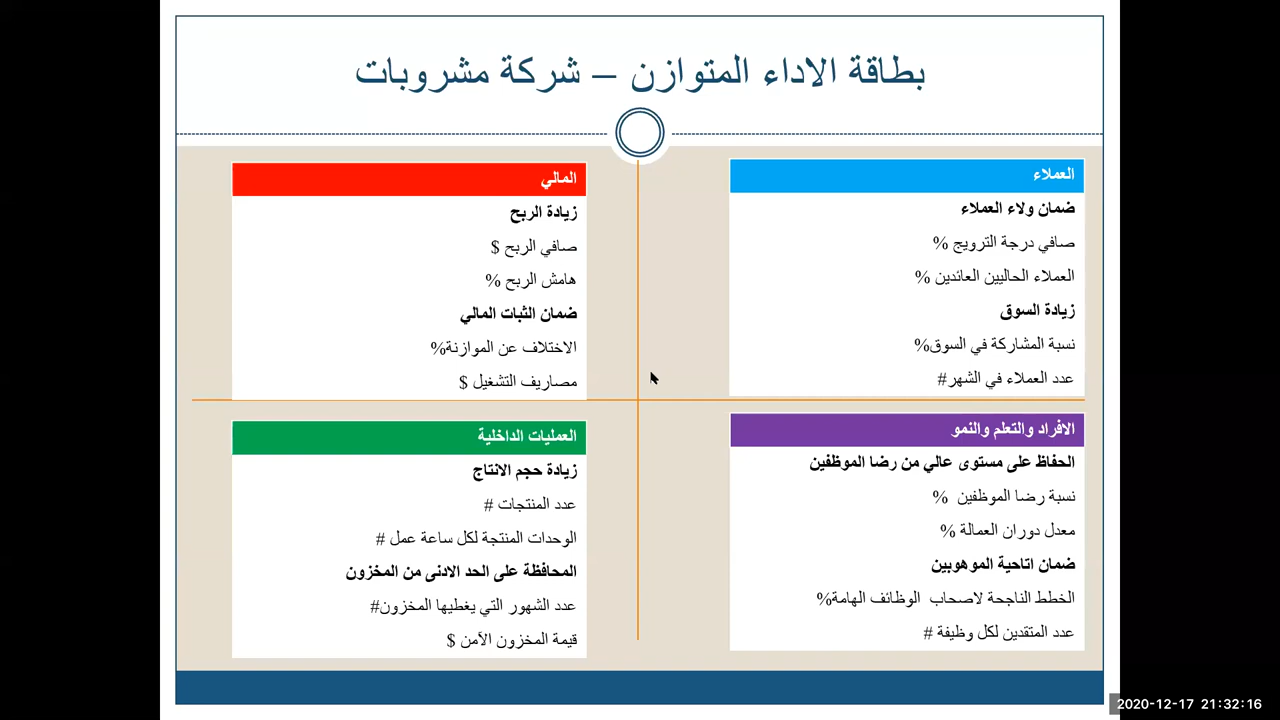 بطاقة الاداء المتوازن – شركة مشروبات
العملاء
ضمان ولاء العملاء
صافي درجة الترويج %
العملاء الحاليين العائدين %
زيادة السوق
نسبة المشاركة في السوق%
عدد العملاء في الشهر#
المالي
زيادة الربح
صافي الربح $
هامش الربح %
ضمان الثبات المالي
الاختلاف عن الموازنة%
مصاريف التشغيل $
الافراد والتعلم والنمو
الحفاظ على مستوى عالي من رضا الموظفين
نسبة رضا الموظفين %
معدل دوران العمالة %
ضمان اتاحية الموهوبين
الخطط الناجحة لاصحاب الوظائف الهامة%
عدد المتقدين لكل وظيفة #
العمليات الداخلية
زيادة حجم الانتاج
عدد المنتجات #
الوحدات المنتجة لكل ساعة عمل #
المحافظة على الحد الادنى من المخزون
عدد الشهور التي يغطيها المخزون#
قيمة المخزون الآمن $
2020-12-17 21:32:16